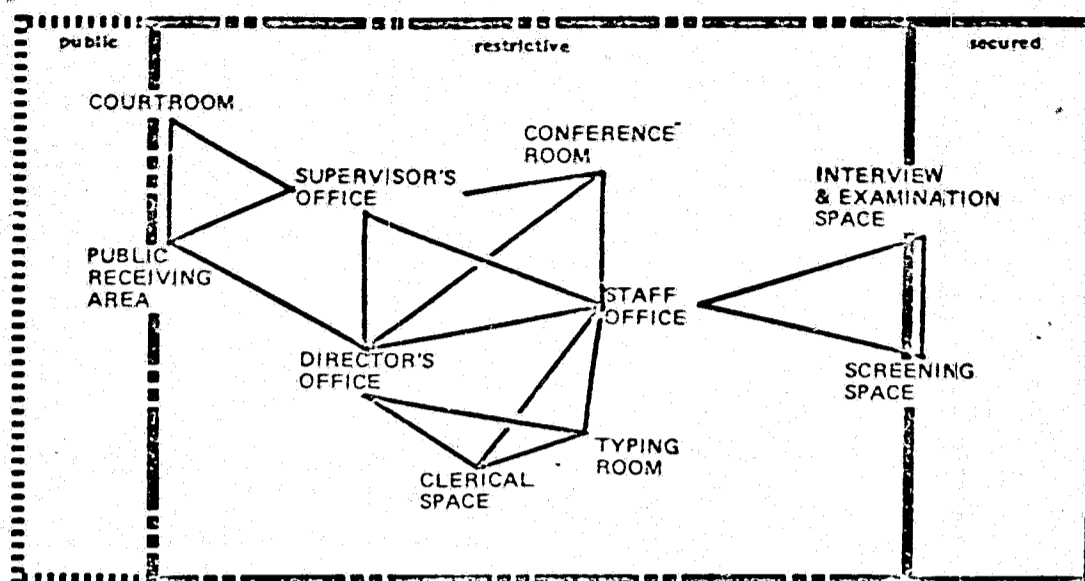 public
restrictive
secured
COURTROOM
CONFERENCE
ROOM
SUPERVISOR'S
OFFICE
INTERVIEW
& EXAMINATION
SPACE
PUBLIC
RECEIVING
AREA
STAFF
OFFICE
DIRECTOR'S
OFFICE
SCREENING
SPACE
TYPING
ROOM
CLERICAL
SPACE